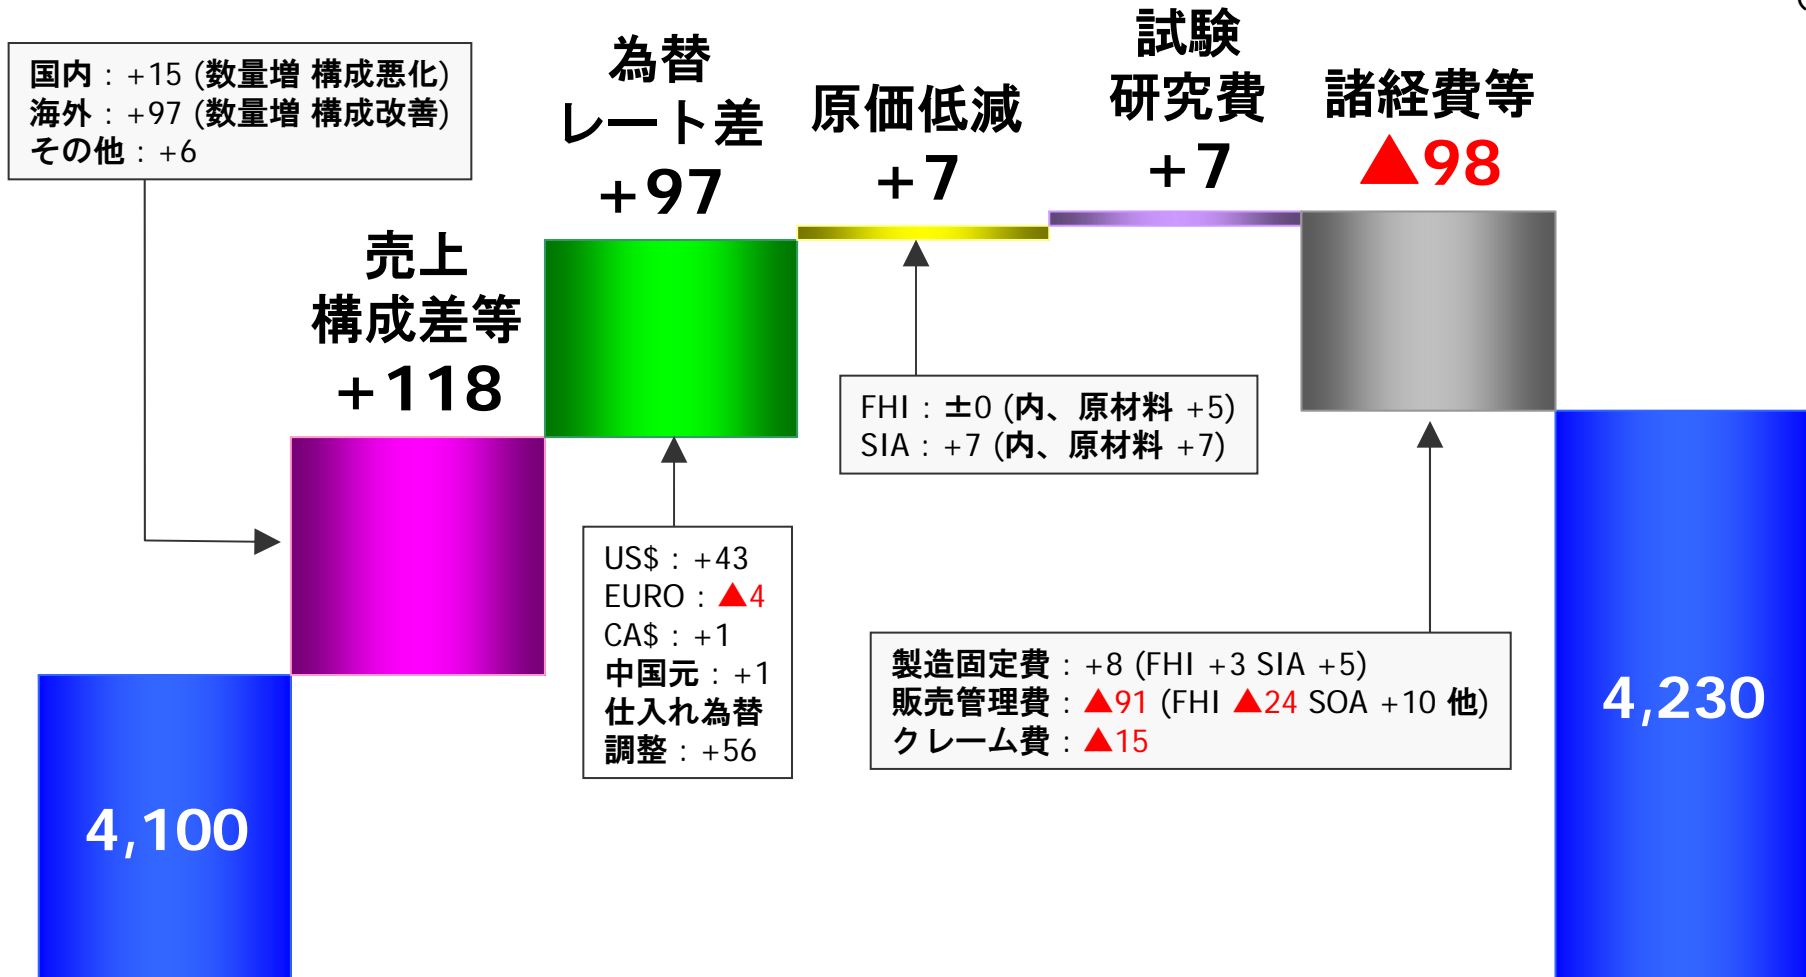 国内 : +15 (数量増 構成悪化)
海外 : +97 (数量増 構成改善)
その他 : +6
売上
構成差等
+118
為替
レート差
+97
原価低減
+7
試験
研究費
+7
諸経費等
▲98
FHI : ±0 (内、原材料 +5)
SIA : +7 (内、原材料 +7)
US$ : +43
EURO : ▲4
CA$ : +1
中国元 : +1
仕入れ為替
調整 : +56
製造固定費 : +8 (FHI +3 SIA +5)
販売管理費 : ▲91 (FHI ▲24 SOA +10 他)
クレーム費 : ▲15
4,100
4,230